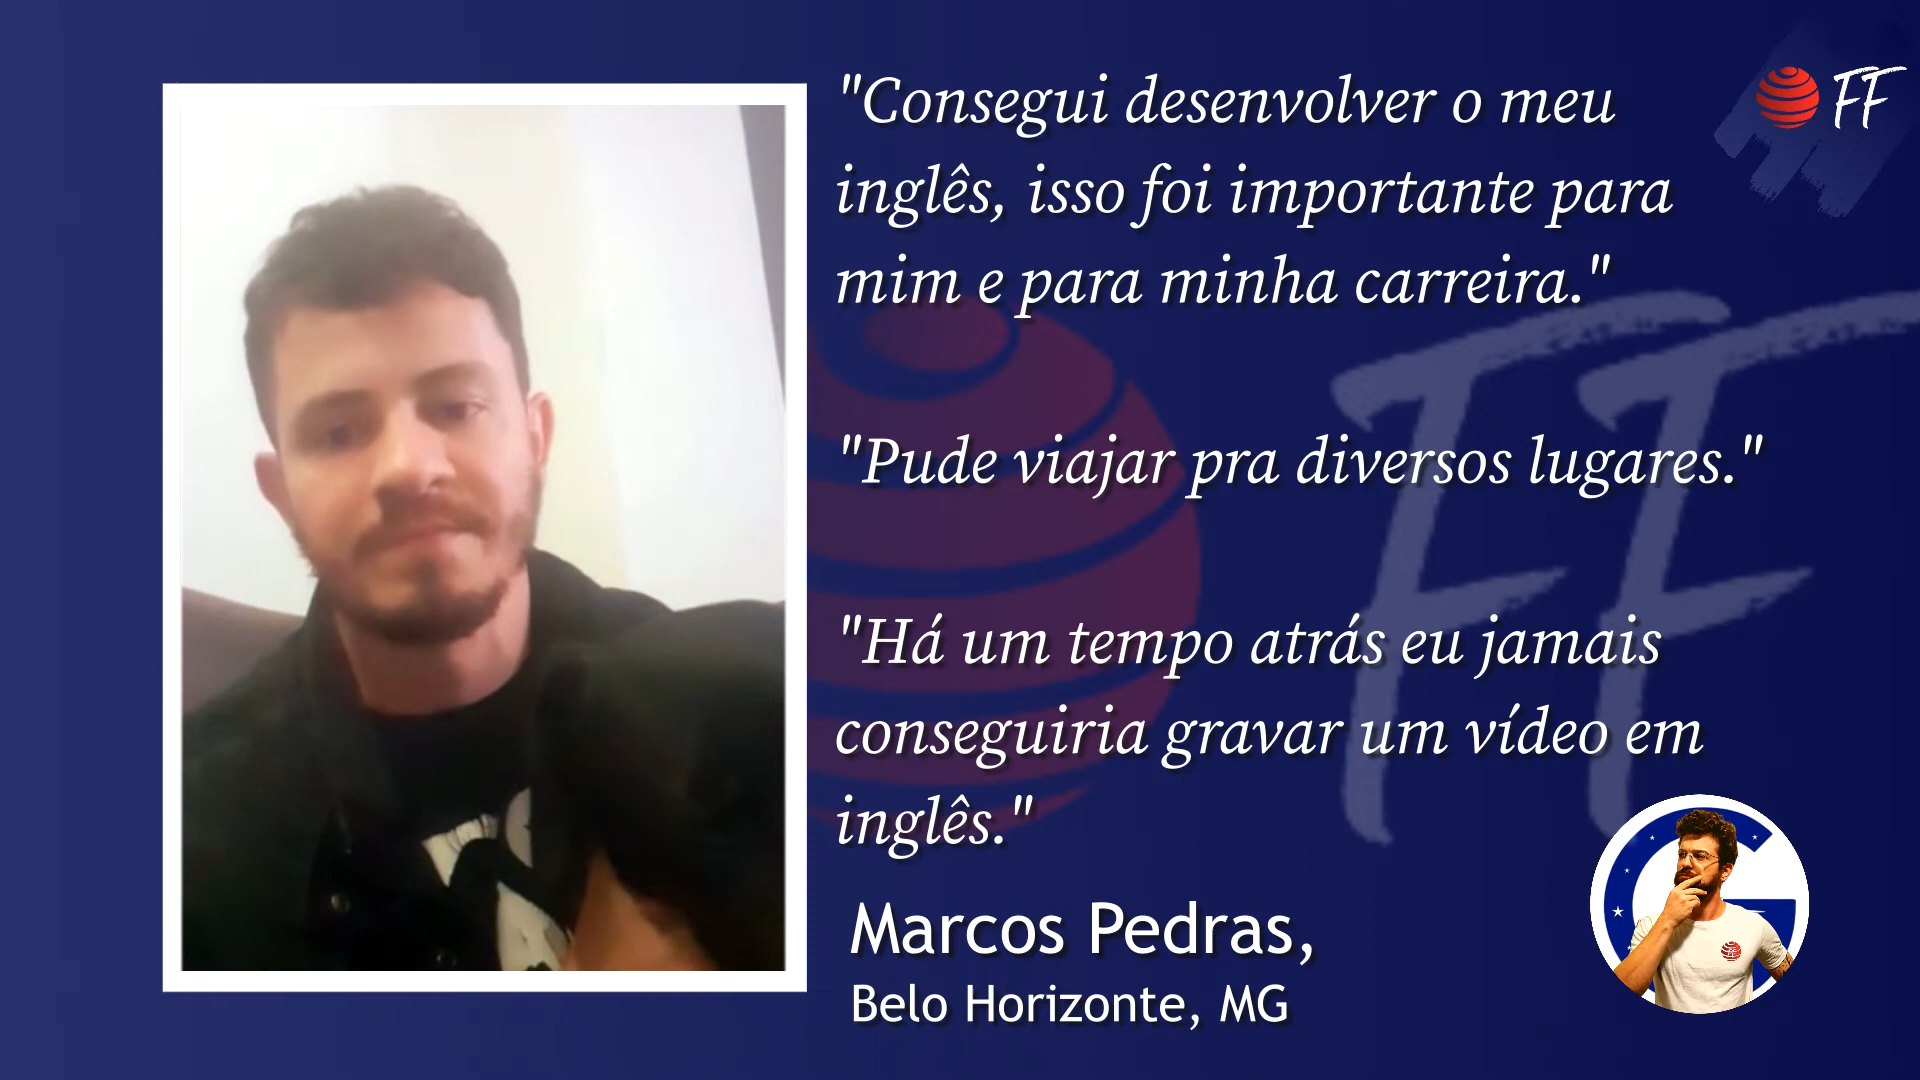 FF
"Consegui desenvolver o meu
inglês, isso foi importante para
mim e para minha carreira."
"Pude viajar pra diversos lugares."
"Há um tempo atrás eu jamais
conseguiria gravar um vídeo em
inglês."
FF
Marcos Pedras,
Belo Horizonte, MG
G